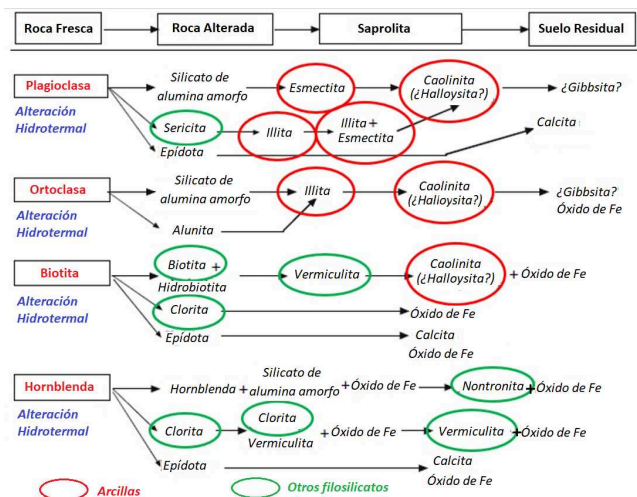 Roca Fresca Roca Alterada Saprolita Suelo Residual
Plagioclasa
Alteración
Hidrotermal
Silicato de
alumina amorfo
Esmectita
Caolinita
(¿Halloysita?)
¿Gibbsita?
Sericita
Illita
Illita +
Esmectita
Calcita
Epídota
Ortoclasa
Alteración
Hidrotermal
Silicato de
alumina amorfo
Illita
Caolinita
(¿Halloysita?)
¿Gibbsita?
Óxido de Fe
Alunita
Biotita
Alteración
Hidrotermal
Biotita +
Hidrobiotita
Vermiculita
Caolinita
(¿Halloysita?)
+ Óxido de Fe
Clorita
Óxido de Fe
Epídota
Calcita
Óxido de Fe
Hornblenda
Alteración
Hidrotermal
Hornblenda +
Silicato de
alumina amorfo
+ Óxido de Fe
Nontronita
+ Óxido de Fe
Clorita
Clorita
Vermiculita
+ Óxido de Fe
Vermiculita
+ Óxido de Fe
Epídota
Calcita
Óxido de Fe
Arcillas
Otros filosilicatos